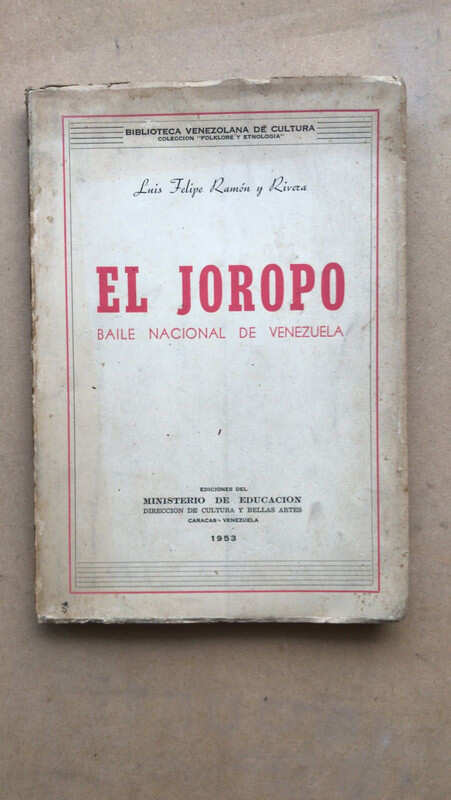 BIBLIOTECA VENEZOLANA DE CULTURA
COLECCION "FOLKLORE Y ETNOLOGIA"
Luis Felipe Ramón y Rivera
EL JOROPO
BAILE NACIONAL DE VENEZUELA
EDICIONES DEL
MINISTERIO DE EDUCACION
DIRECCION DE CULTURA Y BELLAS ARTES
CARACAS - VENEZUELA
1953